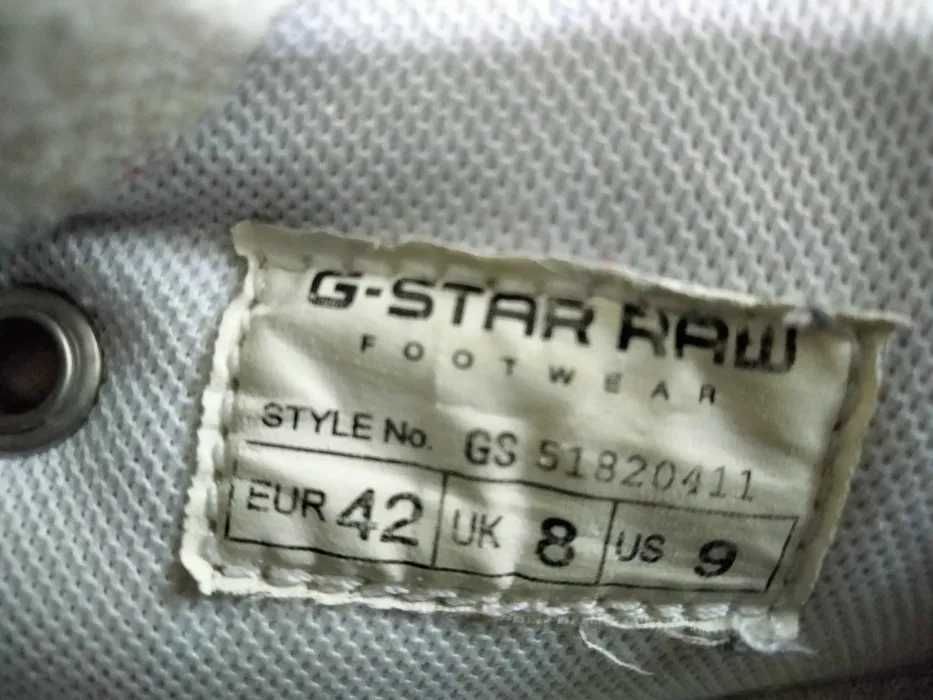 G-STAR RAW
FOOTWEAR
STYLE No. GS 51820411
EUR 42 UK 8 US 9